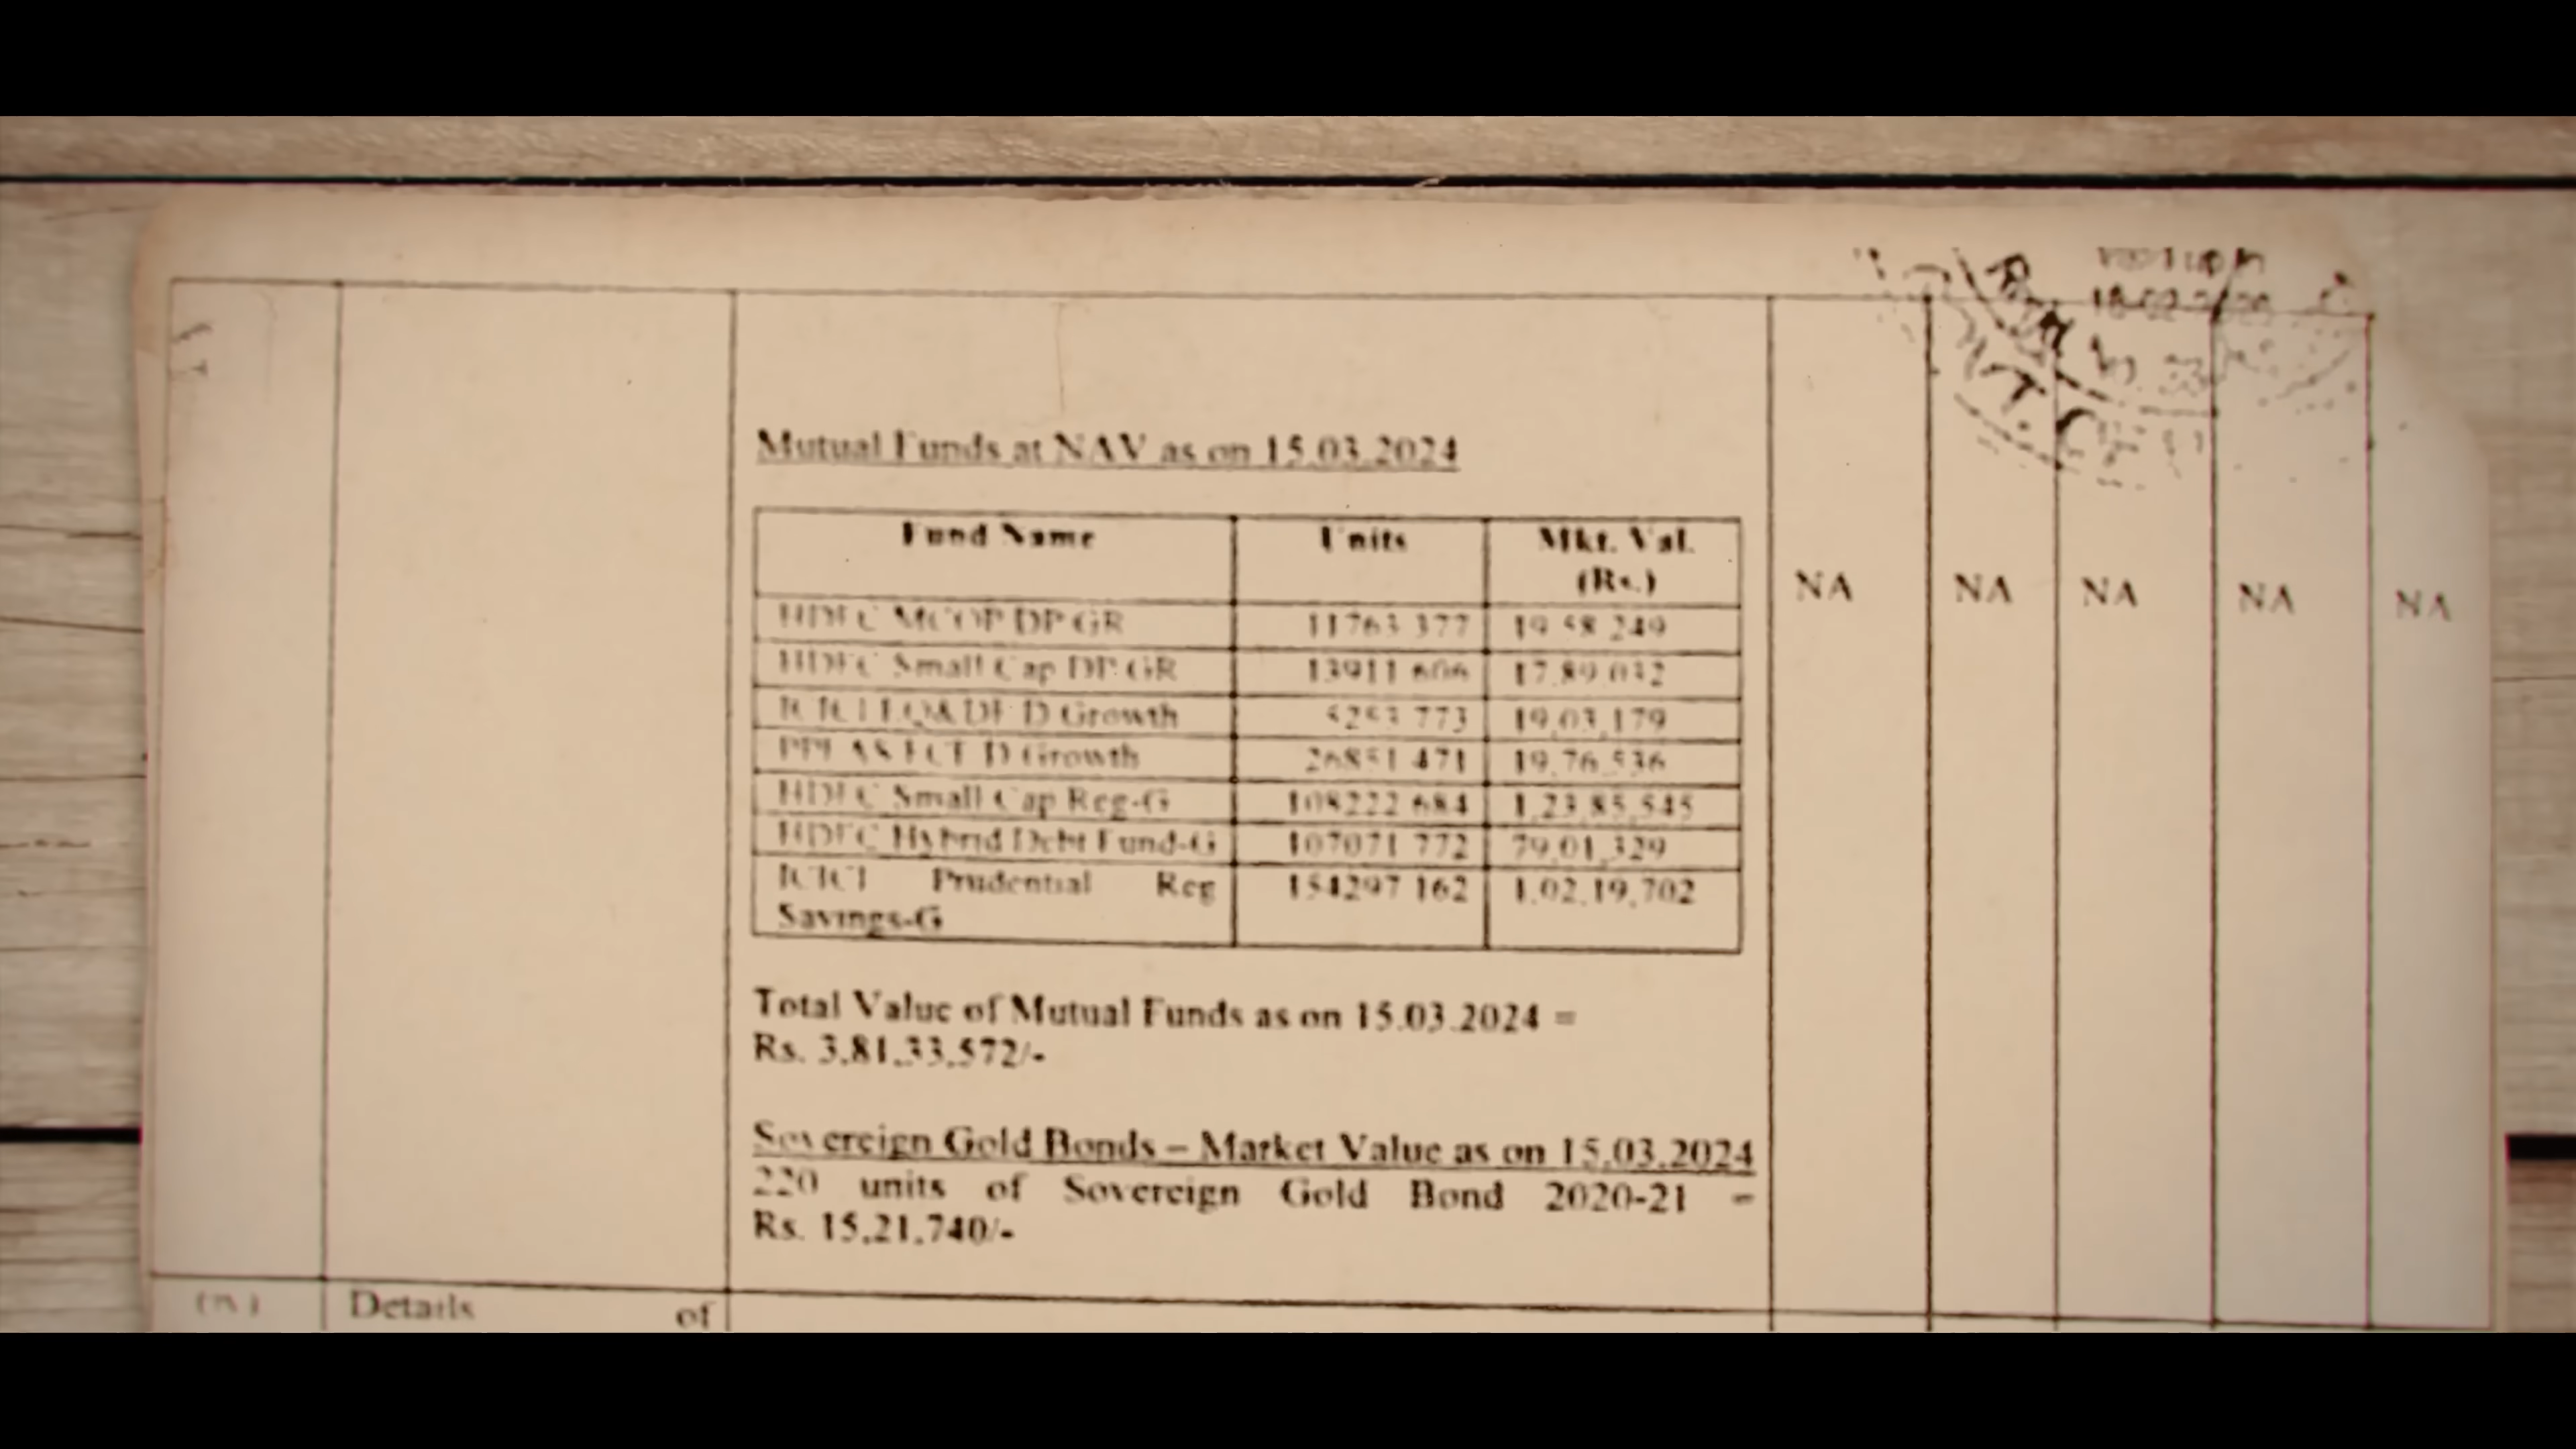 Mutual Funds at NAV as on 15.03.2024
Fund Name Units Mkt. Val.
(Rs.)
HDFC MCOP DP GR 11763.377 19,58,249
HDFC Small Cap DP GR 13911.606 17,89,032
ICICI EQ&DF D Growth 5253.773 19,03,179
PPFAS FCF D Growth 26851.471 19,76,536
HDFC Small Cap Reg-G 108222.684 1,23,85,545
HDFC Hybrid Debt Fund-G 107071.772 79,01,329
ICICI Prudential Reg 154297.162 1,02,19,702
Savings-G
NA NA NA NA NA
Total Value of Mutual Funds as on 15.03.2024 =
Rs. 3,81,33,572/-
Sovereign Gold Bonds – Market Value as on 15.03.2024
220 units of Sovereign Gold Bond 2020-21 =
Rs. 15,21,740/-
Details of